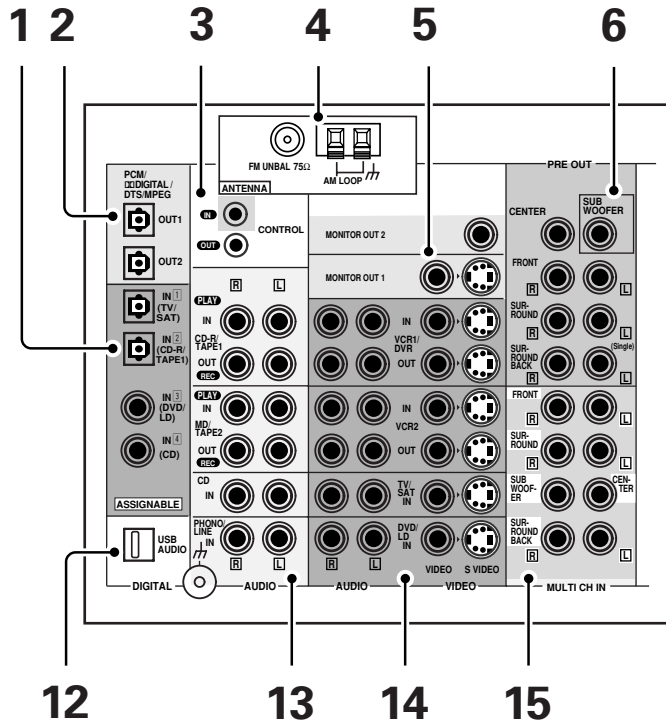 1 2 3 4 5 6
FM UNBAL 75Ω
AM LOOP
ANTENNA
PCM/
DIGITAL /
DTS/MPEG
OUT1
OUT2
IN 1
(TV/
SAT)
IN 2
(CD-R/
TAPE1)
IN 3
(DVD/
LD)
IN 4
(CD)
ASSIGNABLE
USB
AUDIO
DIGITAL
IN
OUT
CONTROL
R L
PLAY
IN
CD-R/
TAPE1
OUT
REC
PLAY
IN
MD/
TAPE2
OUT
REC
CD
IN
PHONO/
LINE
IN
R L
AUDIO
MONITOR OUT 2
MONITOR OUT 1
IN
VCR1/
DVR
OUT
IN
VCR2
OUT
TV/
SAT
IN
DVD/
LD
IN
R L
VIDEO S VIDEO
AUDIO VIDEO
PRE OUT
CENTER
SUB
WOOFER
FRONT
R L
SUR-
ROUND
R L
SUR-
ROUND
BACK
(Single)
R L
FRONT
R L
SUR-
ROUND
R L
SUB
WOOF-
ER
CEN-
TER
SUR-
ROUND
BACK
R L
MULTI CH IN
12 13 14 15